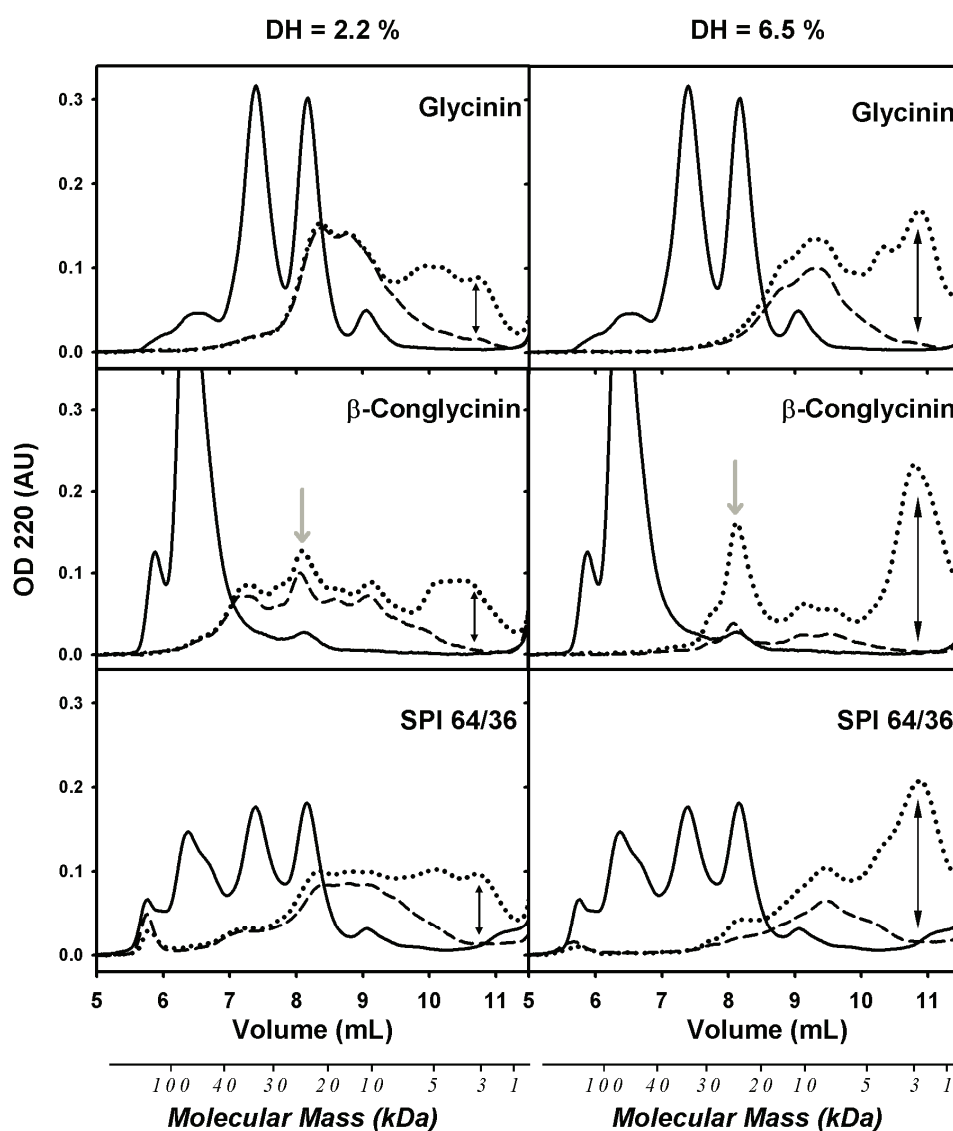 DH = 2.2 % DH = 6.5 %
Glycinin Glycinin
0.3
0.2
0.1
0.0
β-Conglycinin β-Conglycinin
0.3
0.2
0.1
0.0
OD 220 (AU)
SPI 64/36 SPI 64/36
0.3
0.2
0.1
0.0
5 6 7 8 9 10 11 5 6 7 8 9 10 11
Volume (mL) Volume (mL)
100 40 30 20 10 5 3 1 100 40 30 20 10 5 3 1
Molecular Mass (kDa) Molecular Mass (kDa)